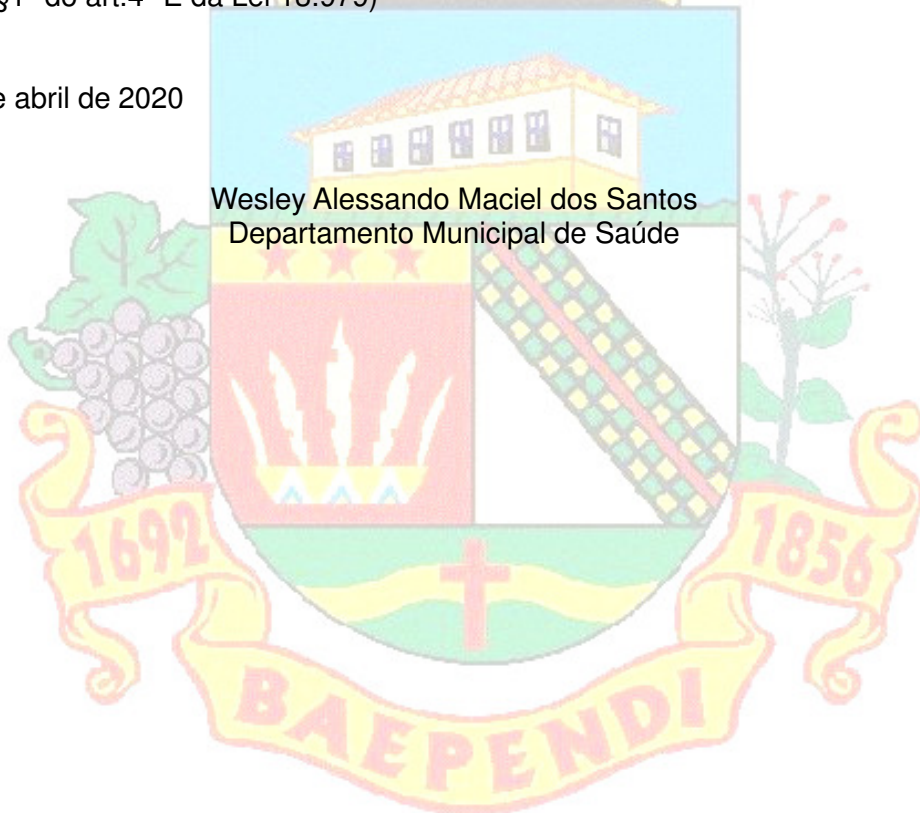 §1º do art.4º E da Lei 13.979)
e abril de 2020
Wesley Alessando Maciel dos Santos
Departamento Municipal de Saúde
1692
1856
BAEPENDI